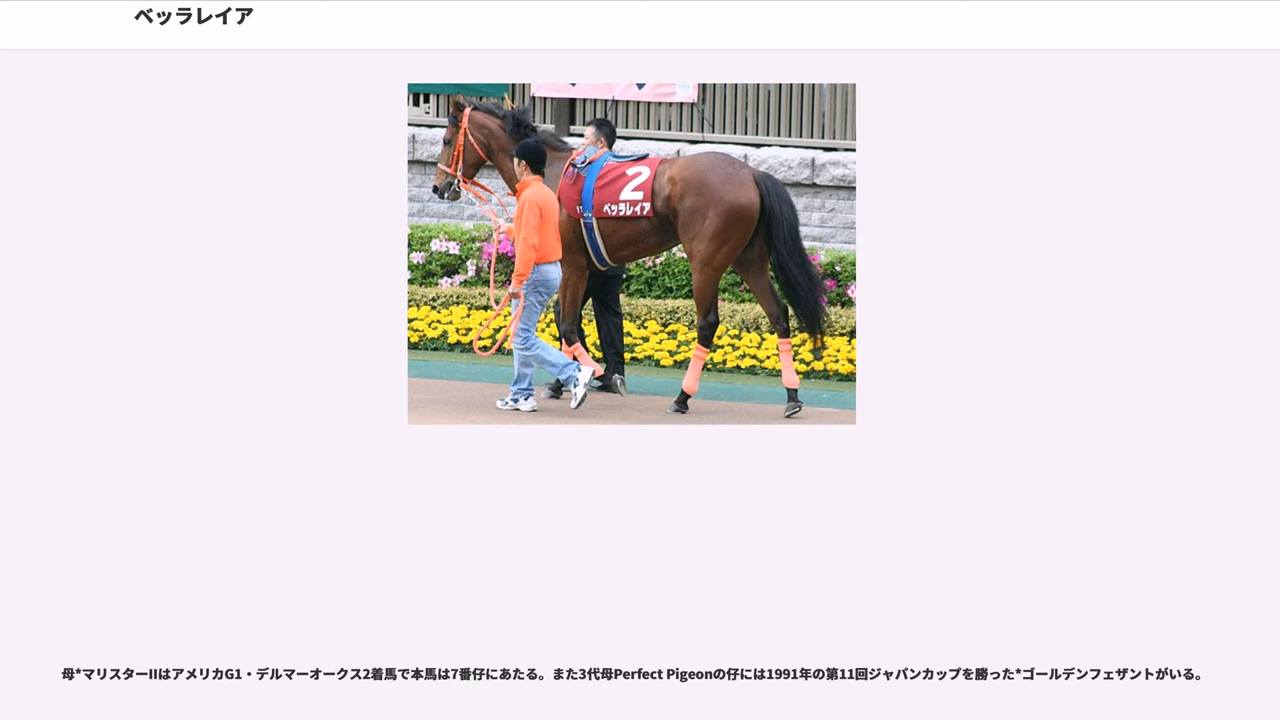 ベッラレイア
2
ベッラレイア
母*マリスターIIはアメリカG1・デルマーオークス2着馬で本馬は7番仔にあたる。また3代母Perfect Pigeonの仔には1991年の第11回ジャパンカップを勝った*ゴールデンフェザントがいる。